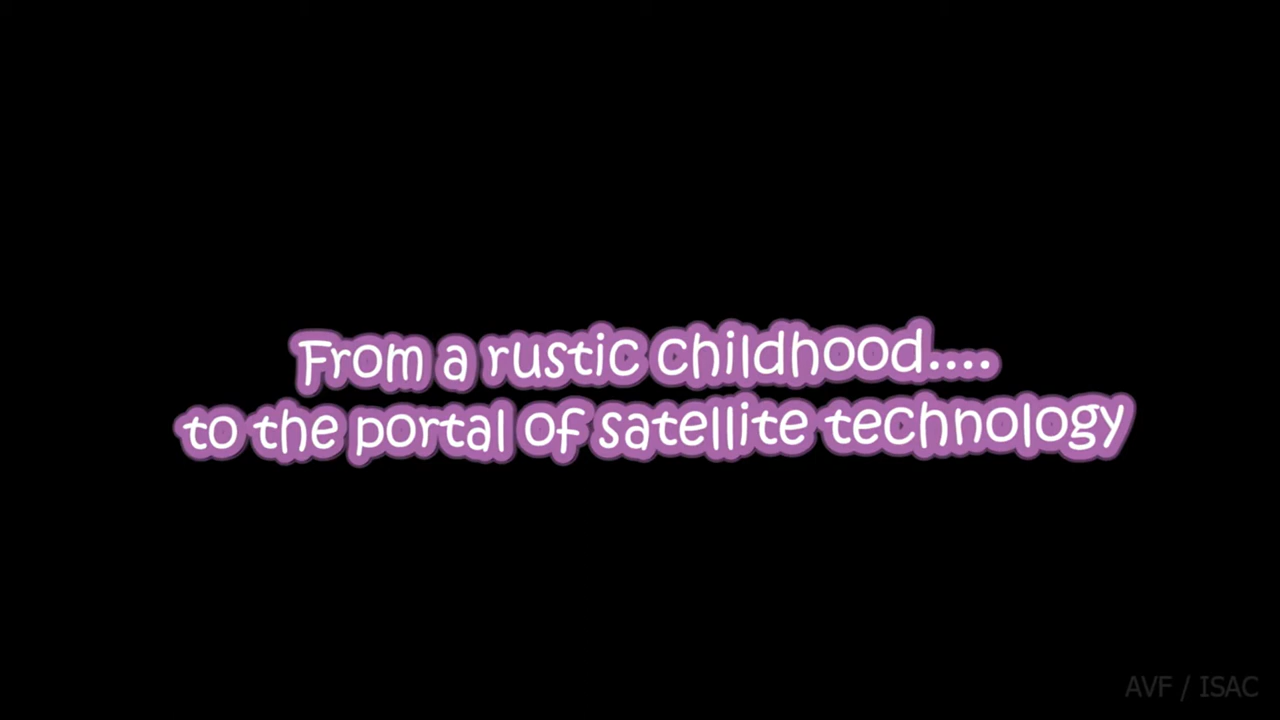 From a rustic childhood....
to the portal of satellite technology
AVF / ISAC